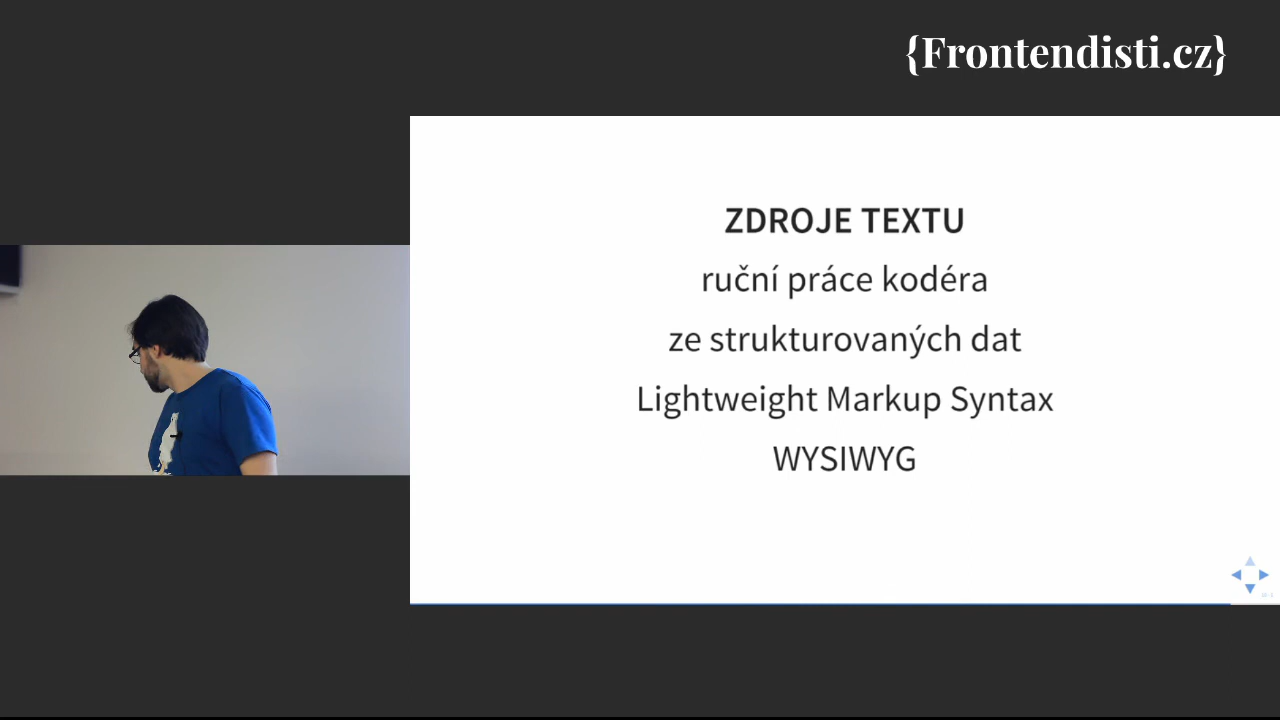 {Frontendisti.cz}
ZDROJE TEXTU
ruční práce kodéra
ze strukturovaných dat
Lightweight Markup Syntax
WYSIWYG